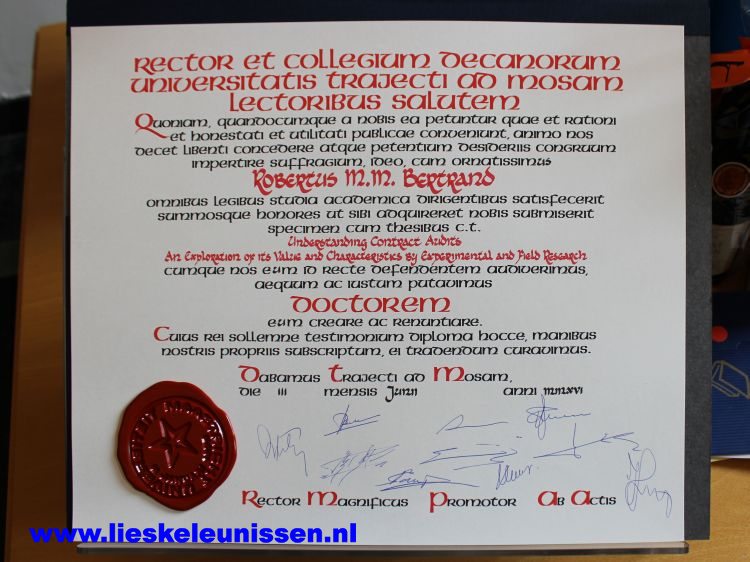 Rector et Collegium Decanorum
Universitatis Trajecti ad Mosam
Lectoribus Salutem
Quoniam, quandocumque a nobis ea petuntur quae et rationi
et honestati et utilitati publicae conveniunt, animo nos
decet libenti concedere atque petentium desideriis congruum
impertire suffragium, ideo, cum ornatissimus
Robertus M.M. Bertrand
omnibus legibus studia academica dirigentibus satisfecerit
summosque honores ut sibi adquireret nobis submiserit
specimen cum thesibus c.t.
Understanding Contract Audits
An Exploration of its Value and Characteristics by Experimental and Field Research
cumque nos eum id recte defendentem audiverimus,
aequum ac iustum putavimus
Doctorem
eum creare ac renuntiare.
Cuius rei sollemne testimonium diploma hocce, manibus
nostris propriis subscriptum, ei tradendum curavimus.
Dabamus Trajecti ad Mosam,
die III mensis Junii anni MMXVI
Rector Magnificus Promotor Ab Actis
www.lieskeleunissen.nl